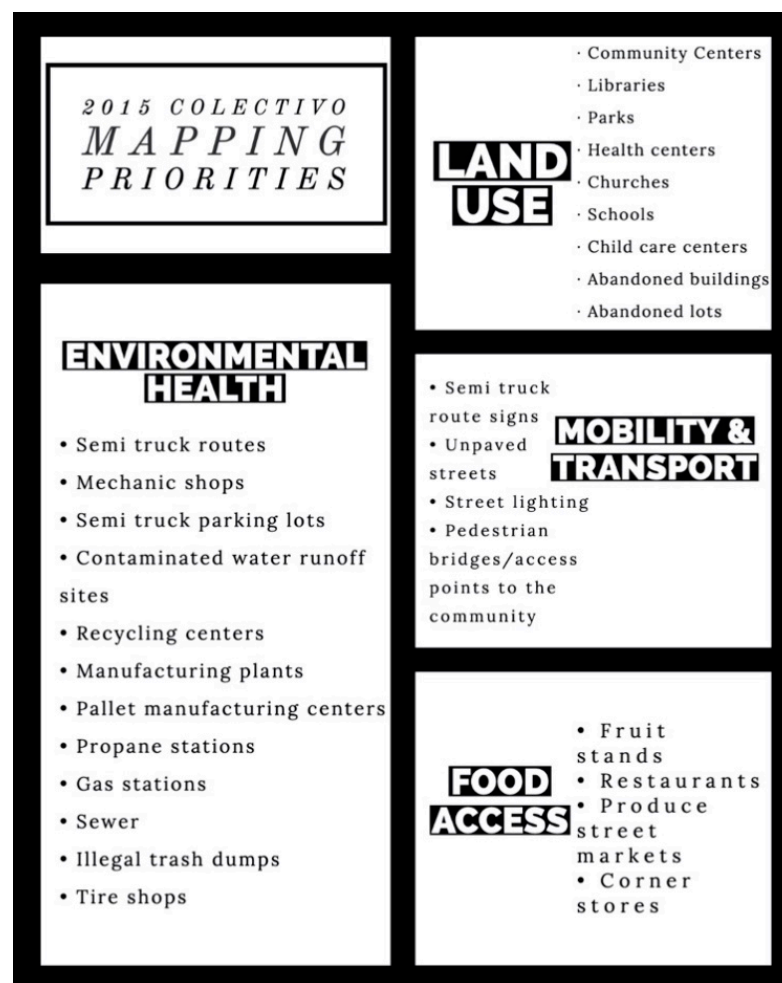 2015 COLECTIVO
MAPPING
PRIORITIES
LAND
USE
· Community Centers
· Libraries
· Parks
· Health centers
· Churches
· Schools
· Child care centers
· Abandoned buildings
· Abandoned lots
ENVIRONMENTAL
HEALTH
• Semi truck routes
• Mechanic shops
• Semi truck parking lots
• Contaminated water runoff
sites
• Recycling centers
• Manufacturing plants
• Pallet manufacturing centers
• Propane stations
• Gas stations
• Sewer
• Illegal trash dumps
• Tire shops
MOBILITY &
TRANSPORT
• Semi truck
route signs
• Unpaved
streets
• Street lighting
• Pedestrian
bridges/access
points to the
community
FOOD
ACCESS
• Fruit
stands
• Restaurants
• Produce
street
markets
• Corner
stores